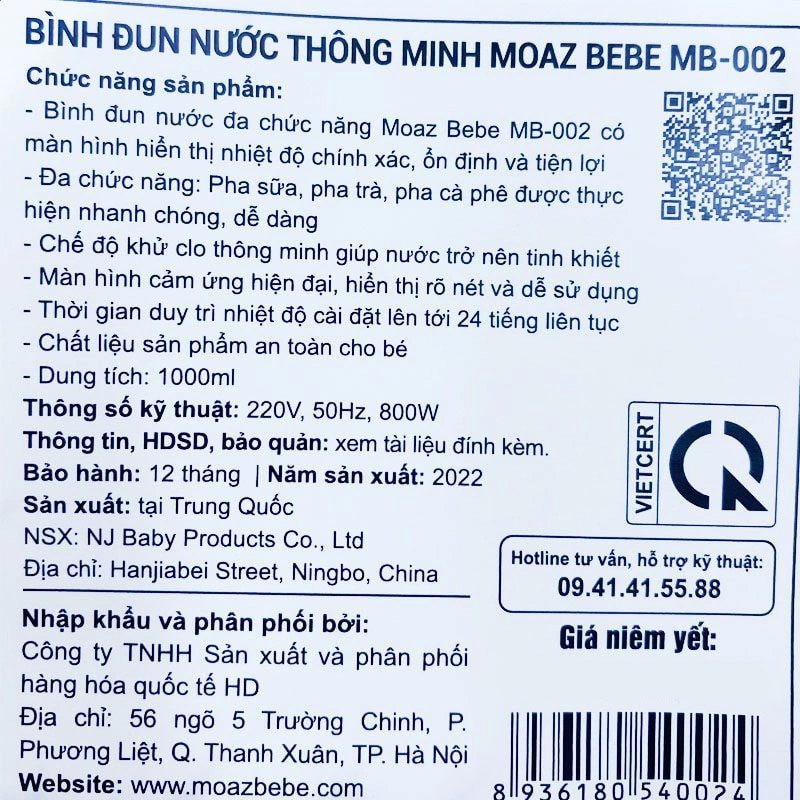 BÌNH ĐUN NƯỚC THÔNG MINH MOAZ BEBE MB-002
Chức năng sản phẩm:
- Bình đun nước đa chức năng Moaz Bebe MB-002 có
màn hình hiển thị nhiệt độ chính xác, ổn định và tiện lợi
- Đa chức năng: Pha sữa, pha trà, pha cà phê được thực
hiện nhanh chóng, dễ dàng
- Chế độ khử clo thông minh giúp nước trở nên tinh khiết
- Màn hình cảm ứng hiện đại, hiển thị rõ nét và dễ sử dụng
- Thời gian duy trì nhiệt độ cài đặt lên tới 24 tiếng liên tục
- Chất liệu sản phẩm an toàn cho bé
- Dung tích: 1000ml
Thông số kỹ thuật: 220V, 50Hz, 800W
Thông tin, HDSD, bảo quản: xem tài liệu đính kèm.
Bảo hành: 12 tháng | Năm sản xuất: 2022
Sản xuất: tại Trung Quốc
NSX: NJ Baby Products Co., Ltd
Địa chỉ: Hanjiabei Street, Ningbo, China
VIETCERT
Hotline tư vấn, hỗ trợ kỹ thuật:
09.41.41.55.88
Giá niêm yết:
Nhập khẩu và phân phối bởi:
Công ty TNHH Sản xuất và phân phối
hàng hóa quốc tế HD
Địa chỉ: 56 ngõ 5 Trường Chinh, P.
Phương Liệt, Q. Thanh Xuân, TP. Hà Nội
Website: www.moazbebe.com
8 936180 540024